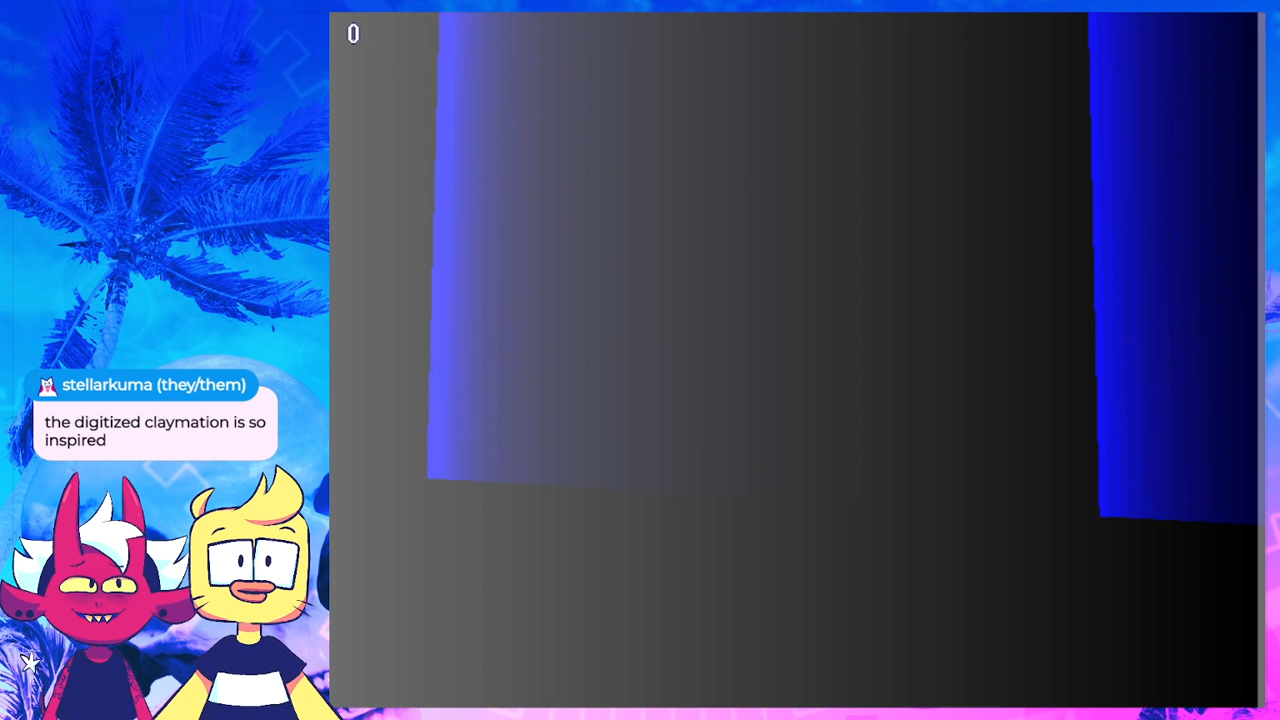 0
stellarkuma (they/them)
the digitized claymation is so
inspired